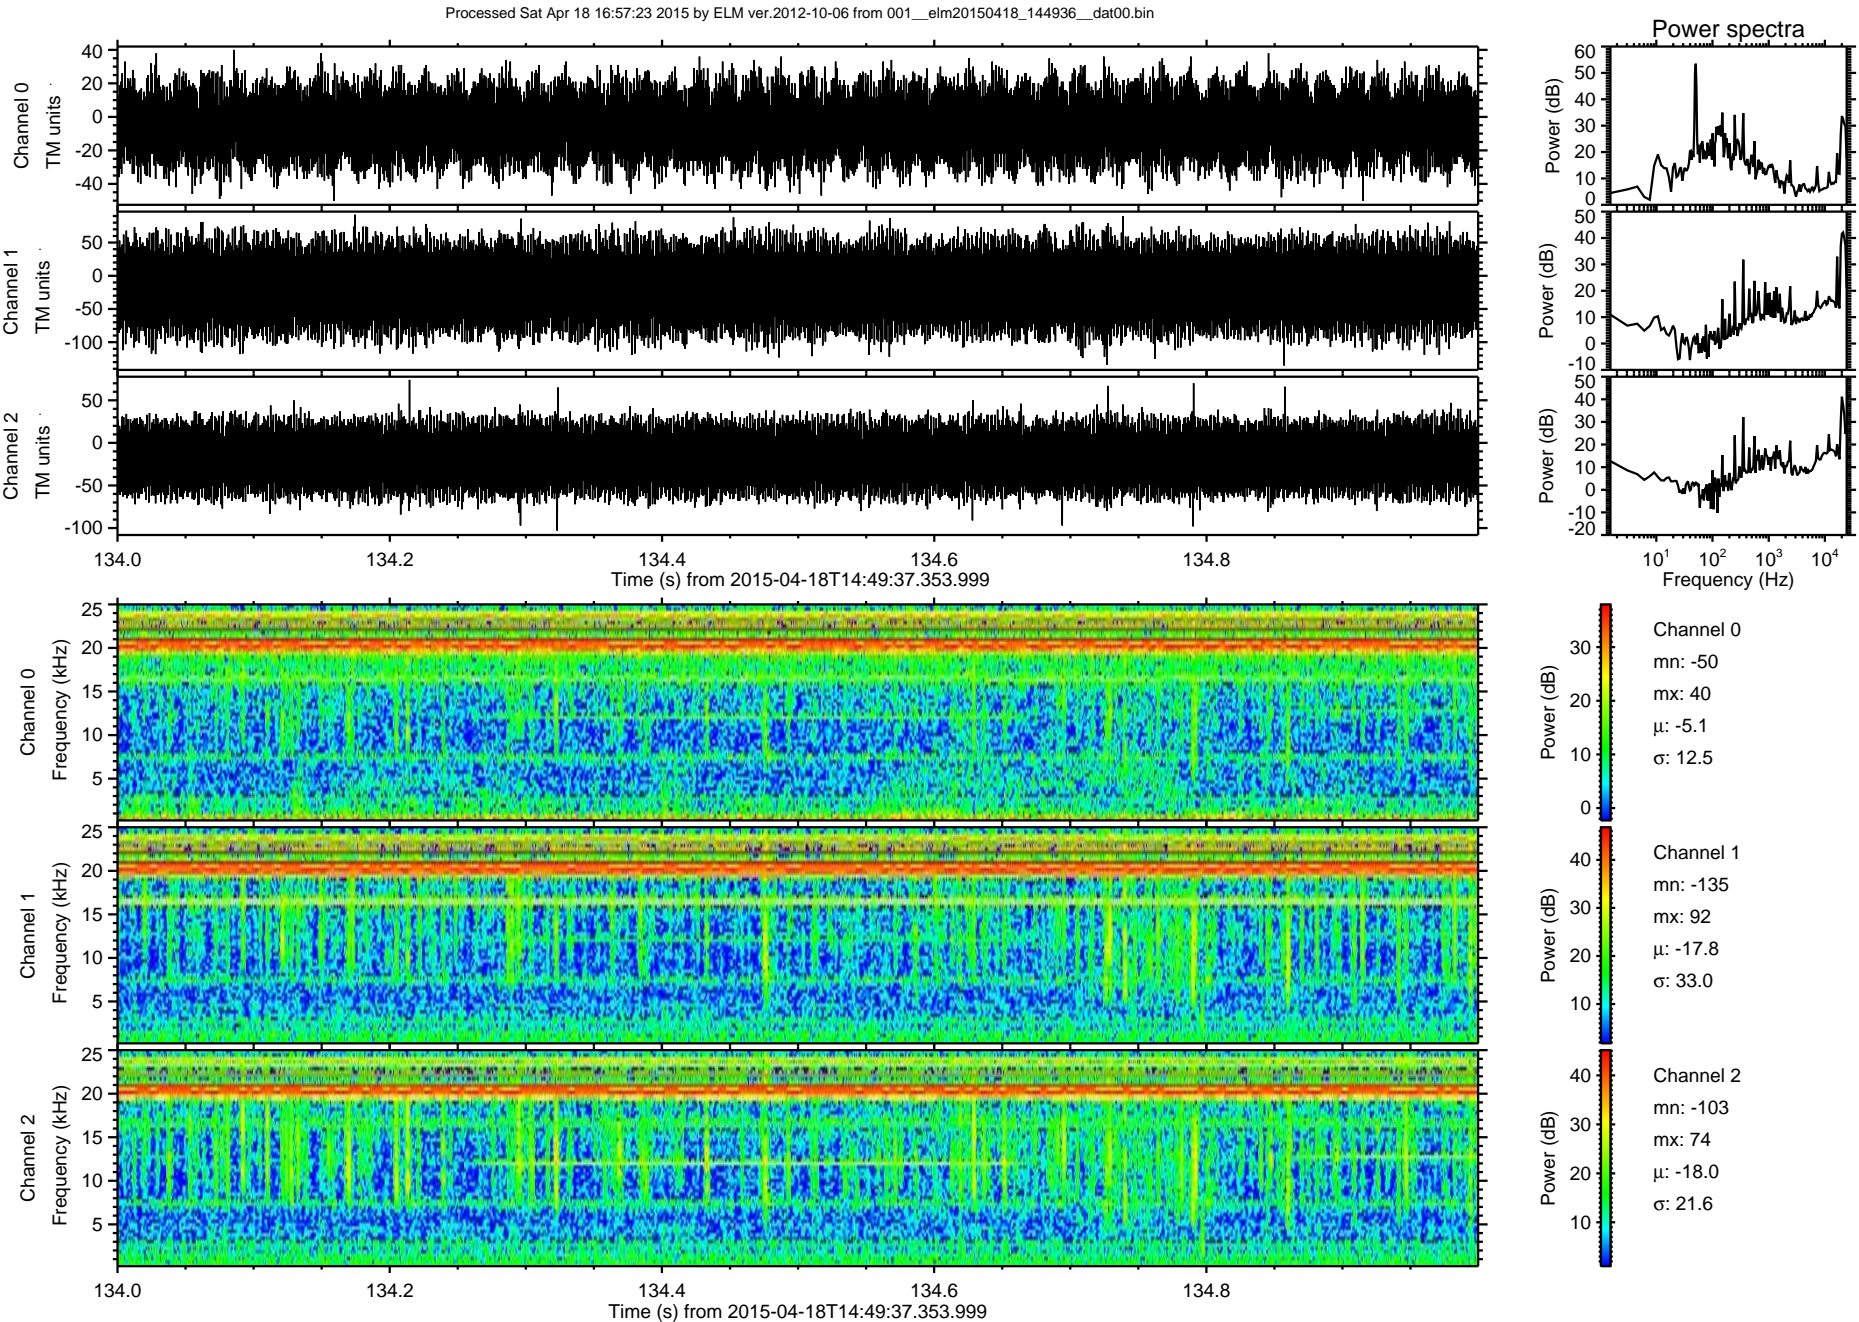 Processed Sat Apr 18 16:57:23 2015 by ELM ver.2012-10-06 from 001__elm20150418_144936__dat00.bin
Power spectra
Channel 0
TM units
40
20
0
-20
-40
Power (dB)
60
50
40
30
20
10
0
Channel 1
TM units
50
0
-50
-100
Power (dB)
50
40
30
20
10
0
-10
Channel 2
TM units
50
0
-50
-100
Power (dB)
50
40
30
20
10
0
-10
-20
134.0 134.2 134.4 134.6 134.8
Time (s) from 2015-04-18T14:49:37.353.999
10^1 10^2 10^3 10^4
Frequency (Hz)
Channel 0
Frequency (kHz)
25
20
15
10
5
Power (dB)
30
20
10
0
Channel 0
mn: -50
mx: 40
μ: -5.1
σ: 12.5
Channel 1
Frequency (kHz)
25
20
15
10
5
Power (dB)
40
30
20
10
Channel 1
mn: -135
mx: 92
μ: -17.8
σ: 33.0
Channel 2
Frequency (kHz)
25
20
15
10
5
Power (dB)
40
30
20
10
Channel 2
mn: -103
mx: 74
μ: -18.0
σ: 21.6
134.0 134.2 134.4 134.6 134.8
Time (s) from 2015-04-18T14:49:37.353.999